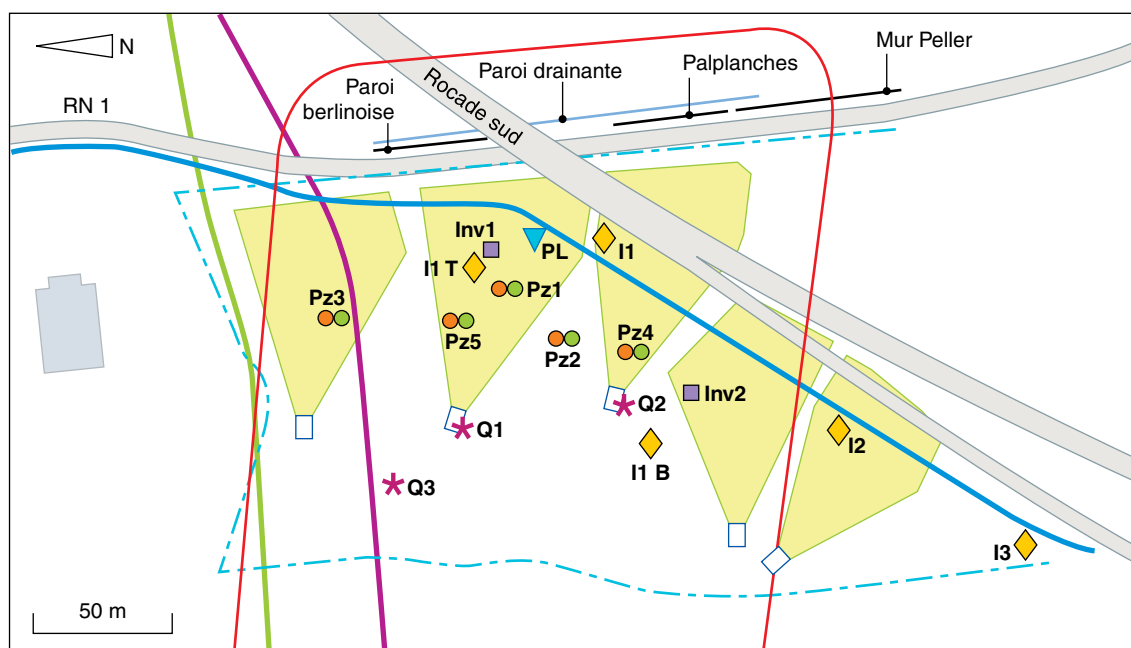 N
RN 1
Paroi
berlinoise
Rocade sud
Paroi drainante
Palplanches
Mur Peller
Inv1
PL
I1
I1 T
Pz1
Pz3
Pz5
Pz2
Pz4
Q1
Q2
Inv2
I1 B
I2
Q3
I3
50 m